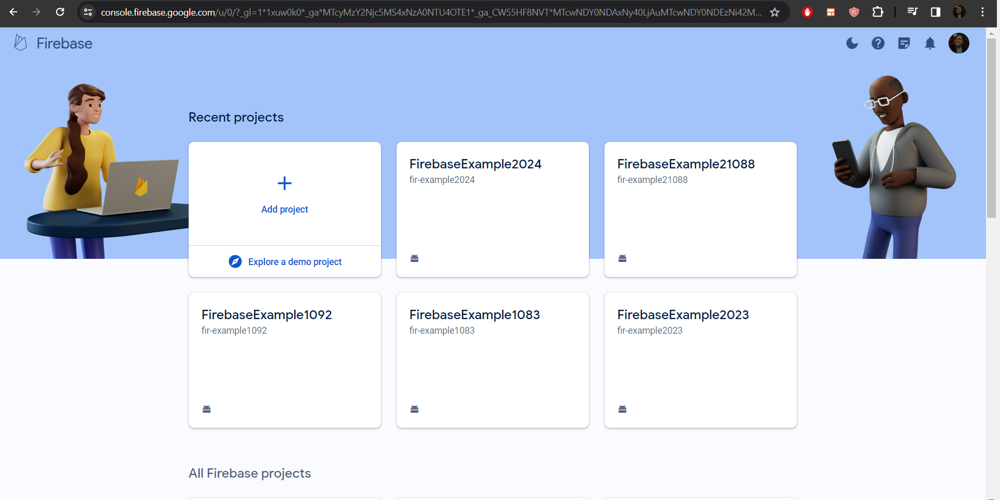 console.firebase.google.com/u/0/?_gl=1*1xuw0k0*_ga*MTcyMzY2Njc5MS4xNzA0NTU4OTE1*_ga_CW55HF8NVT*MTcwNDY0NDAxNy40LjAuMTcwNDY0NDEzNi42M...
Firebase
Recent projects
Add project
Explore a demo project
FirebaseExample2024
fir-example2024
FirebaseExample21088
fir-example21088
FirebaseExample1092
fir-example1092
FirebaseExample1083
fir-example1083
FirebaseExample2023
fir-example2023
All Firebase projects